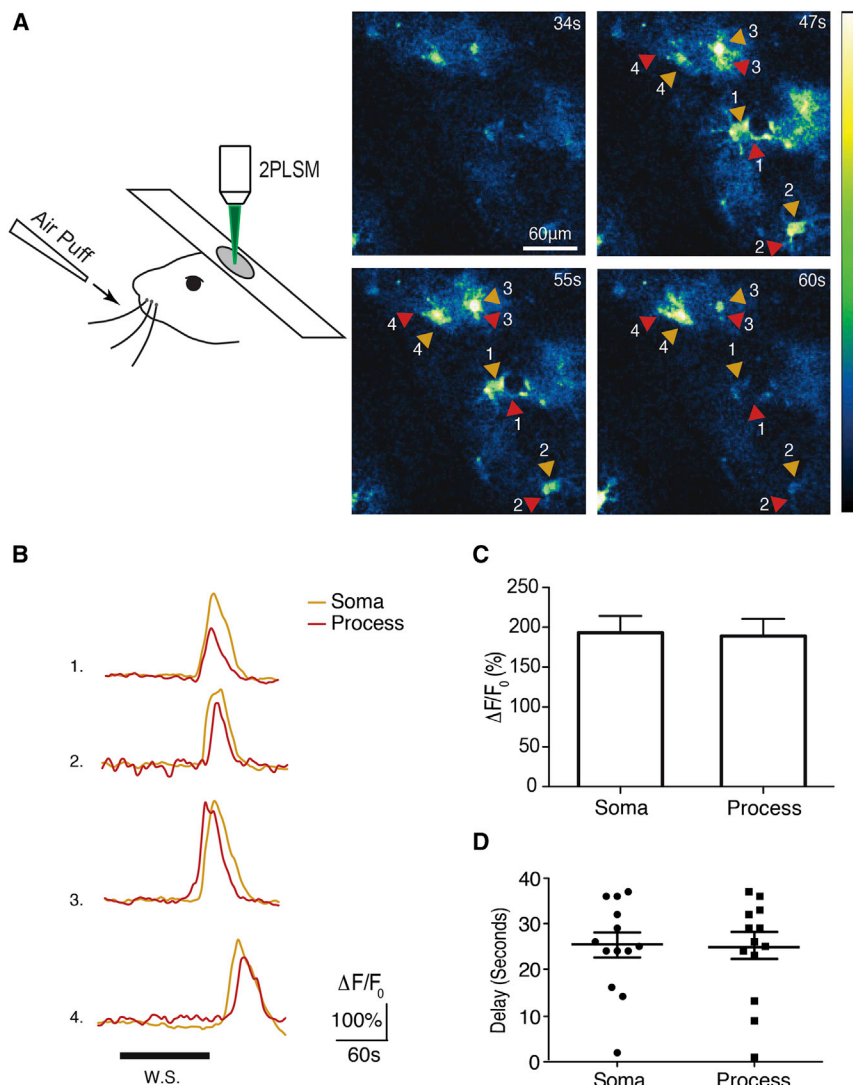 A
34s
47s
3
4
3
4
1
1
2
2
2PLSM
Air Puff
60μm
55s
60s
3
4
3
4
1
1
2
2
3
4
3
4
1
1
2
2
B
Soma
Process
1.
2.
3.
4.
ΔF/F0
100%
60s
W.S.
C
250
200
150
100
50
0
ΔF/F0 (%)
Soma
Process
D
40
30
20
10
0
Delay (Seconds)
Soma
Process